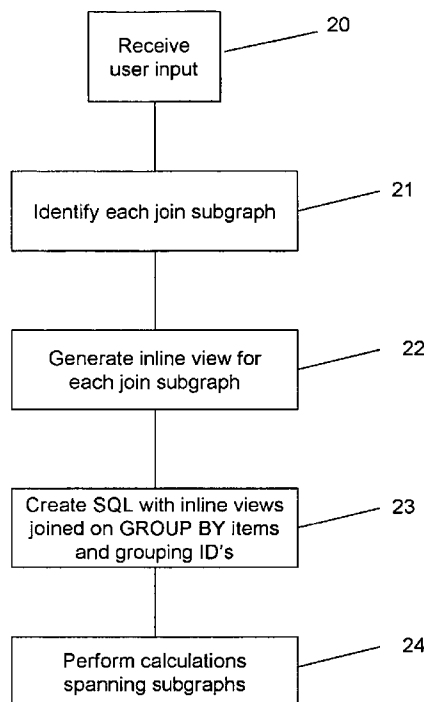 Receive
user input
20
Identify each join subgraph
21
Generate inline view for
each join subgraph
22
Create SQL with inline views
joined on GROUP BY items
and grouping ID's
23
Perform calculations
spanning subgraphs
24